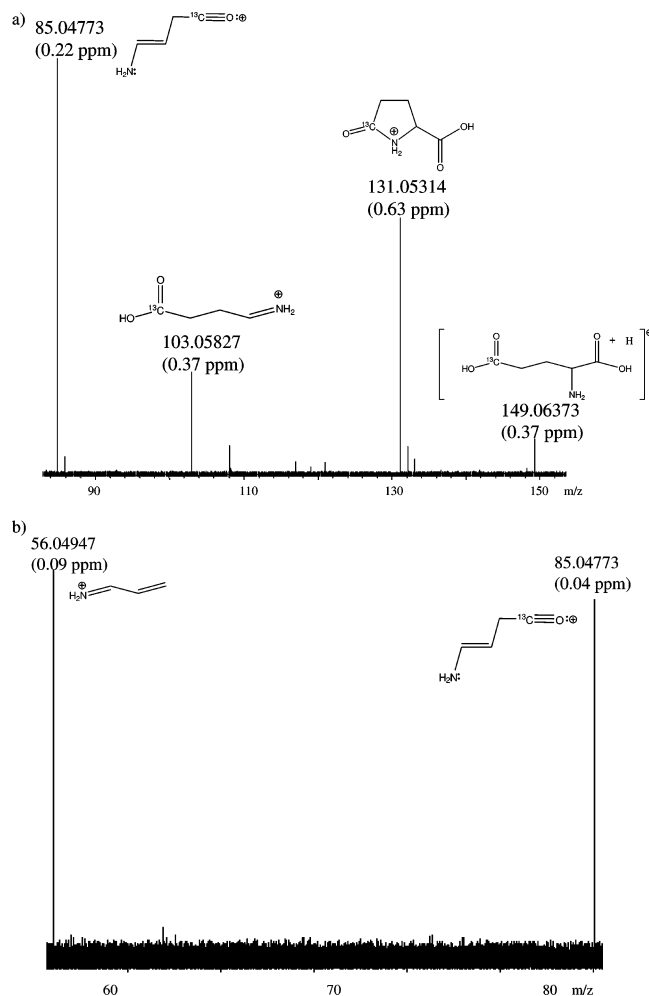 a)
85.04773
(0.22 ppm)
13C O:⊕
H2N:
13C
O
⊕
N
H2
OH
O
131.05314
(0.63 ppm)
O
13C
HO
⊕
NH2
103.05827
(0.37 ppm)
O
13C
HO
O
+ H
OH
NH2
149.06373
(0.37 ppm)
90 110 130 150 m/z
b)
56.04947
(0.09 ppm)
⊕
H2N
85.04773
(0.04 ppm)
13C O:⊕
H2N:
60 70 80 m/z